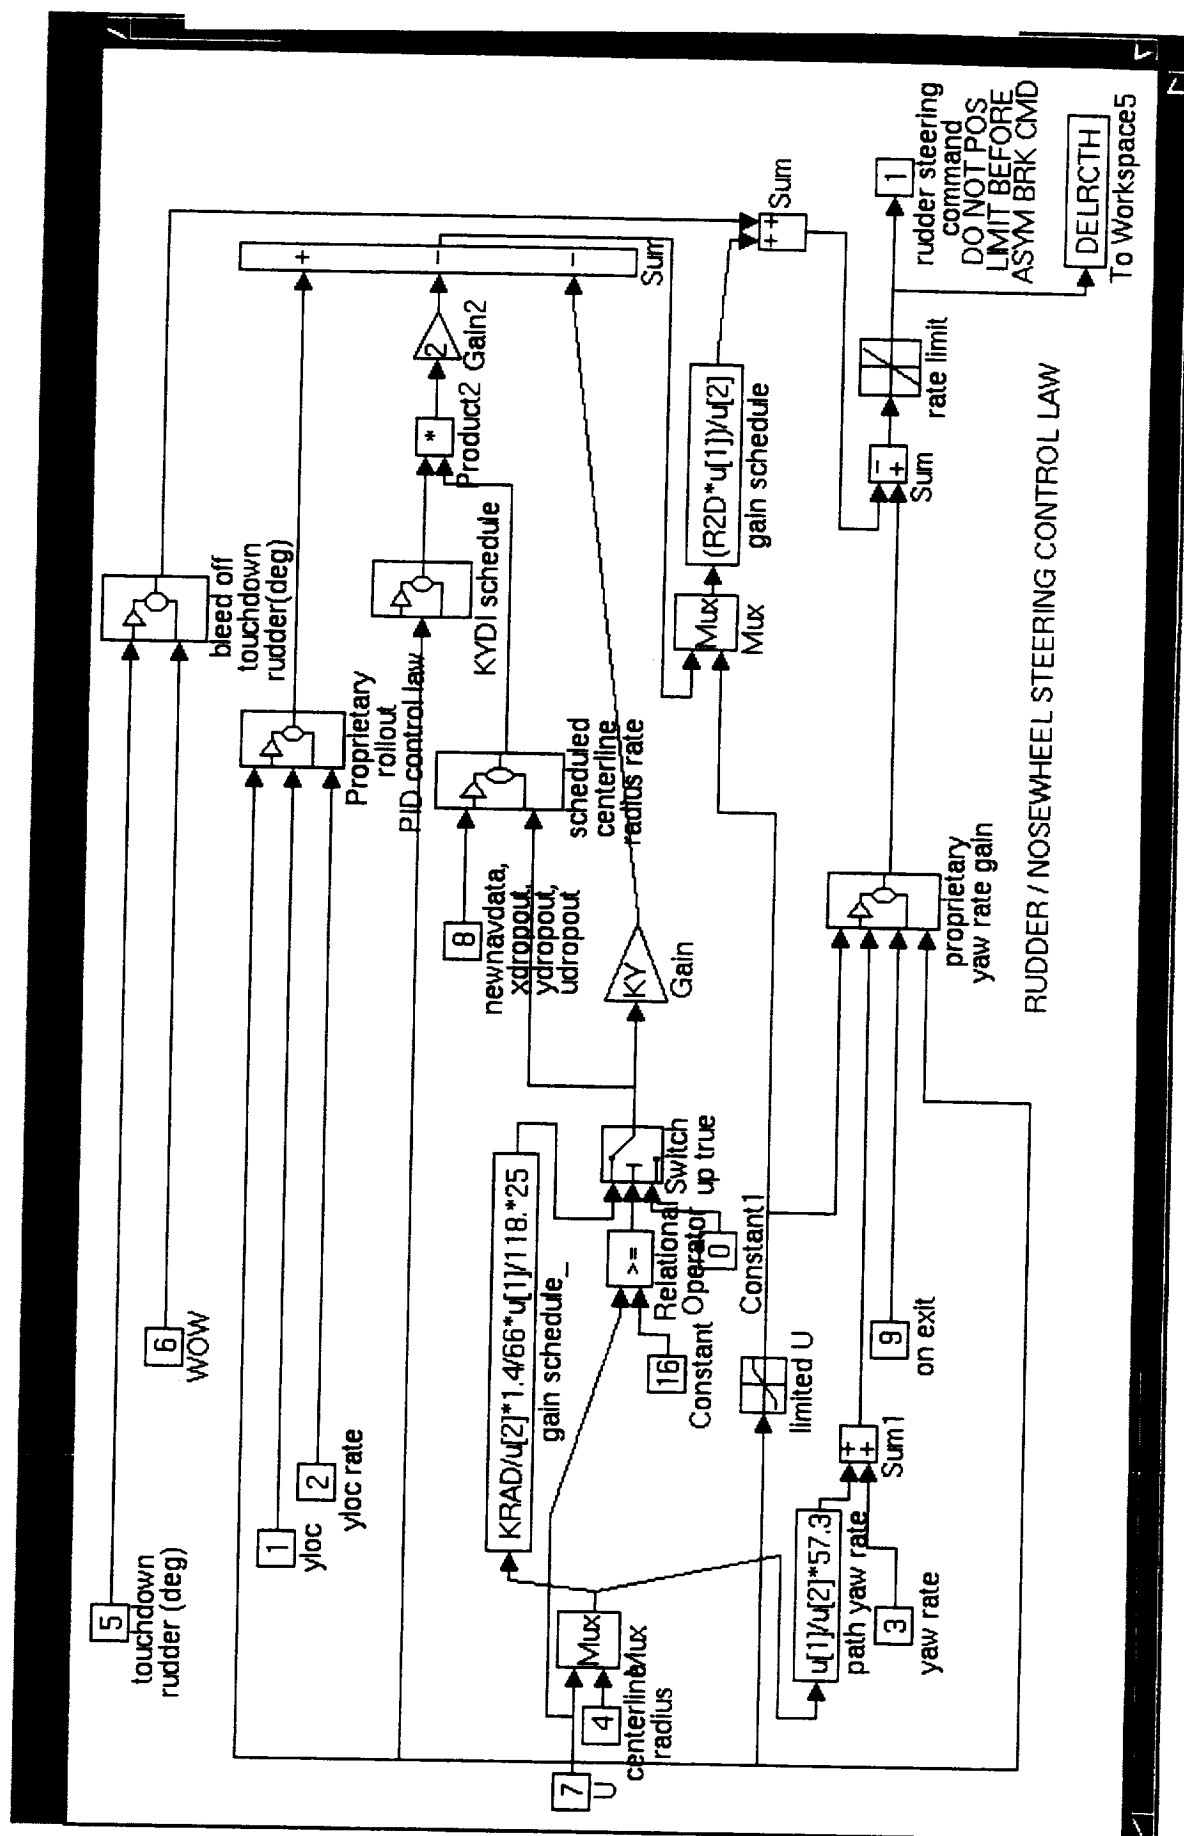 5
touchdown
rudder (deg)
6
WOW
bleed off
touchdown
rudder(deg)
1
yloc
2
yloc rate
Proprietary
rollout
PID control law
+
-
-
Sum
KYDI schedule
*
Product2
2
Gain2
8
newnavdata,
xdropout,
ydropout,
udropout
scheduled
centerline
radius rate
KRAD/u[2]*1.4/66*u[1]/118.*25
gain schedule_
7
U
4
centerline
radius
Mux
Mux
>=
Relational
Operator
16
Constant
0
Constant1
Switch
up true
KY
Gain
Mux
Mux
(R2D*u[1])/u[2]
gain schedule
+
+
Sum
limited U
u[1]/u[2]*57.3
path yaw rate
3
yaw rate
+
+
Sum1
9
on exit
proprietary
yaw rate gain
-
+
Sum
rate limit
1
rudder steering
command
DO NOT POS
LIMIT BEFORE
ASYM BRK CMD
DELRCTH
To Workspace5
RUDDER / NOSEWHEEL STEERING CONTROL LAW